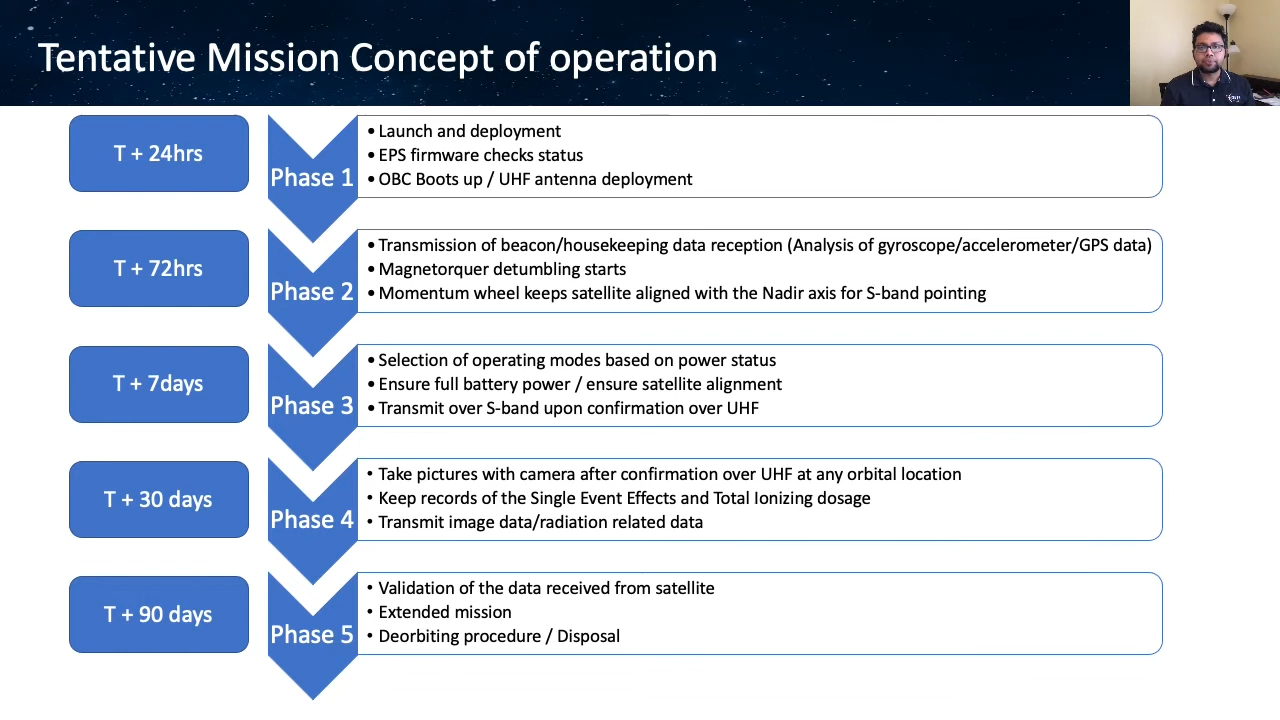 Tentative Mission Concept of operation
T + 24hrs
Phase 1
• Launch and deployment
• EPS firmware checks status
• OBC Boots up / UHF antenna deployment
T + 72hrs
Phase 2
• Transmission of beacon/housekeeping data reception (Analysis of gyroscope/accelerometer/GPS data)
• Magnetorquer detumbling starts
• Momentum wheel keeps satellite aligned with the Nadir axis for S-band pointing
T + 7days
Phase 3
• Selection of operating modes based on power status
• Ensure full battery power / ensure satellite alignment
• Transmit over S-band upon confirmation over UHF
T + 30 days
Phase 4
• Take pictures with camera after confirmation over UHF at any orbital location
• Keep records of the Single Event Effects and Total Ionizing dosage
• Transmit image data/radiation related data
T + 90 days
Phase 5
• Validation of the data received from satellite
• Extended mission
• Deorbiting procedure / Disposal